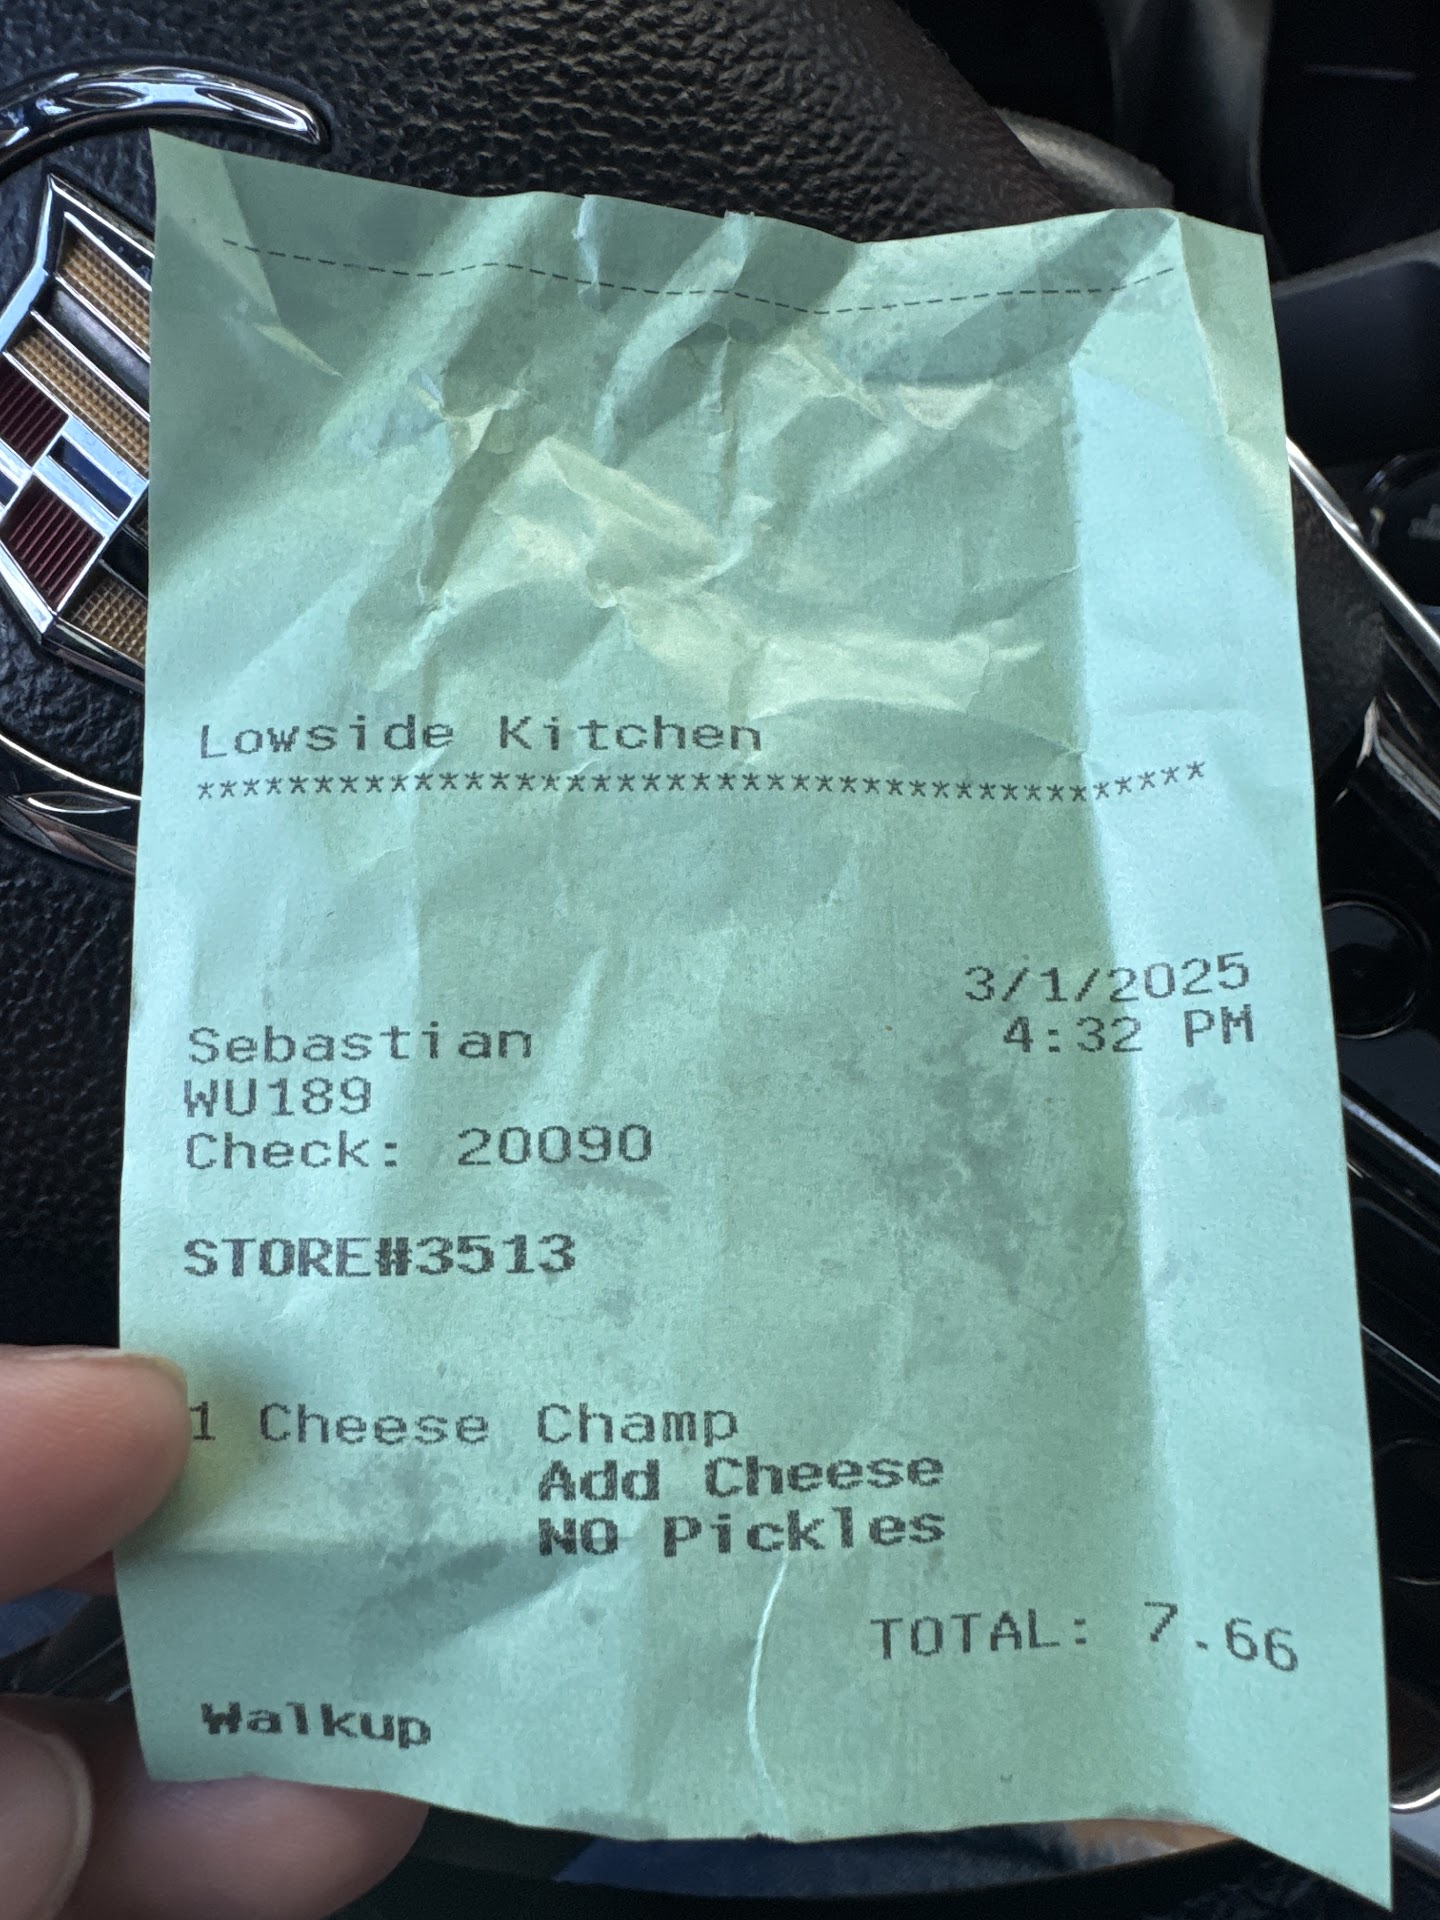 --------------------------------------------
Lowside Kitchen
*******************************************
3/1/2025
Sebastian 4:32 PM
WU189
Check: 20090
STORE#3513
1 Cheese Champ
Add Cheese
NO Pickles
TOTAL: 7.66
Walkup